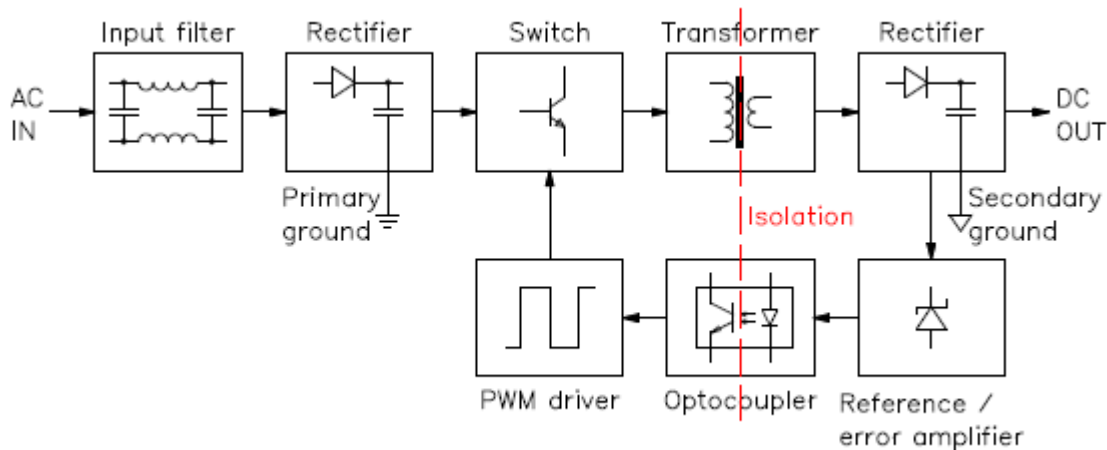 Input filter
Rectifier
Switch
Transformer
Rectifier
AC
IN
DC
OUT
Primary
ground
Isolation
Secondary
ground
PWM driver
Optocoupler
Reference /
error amplifier